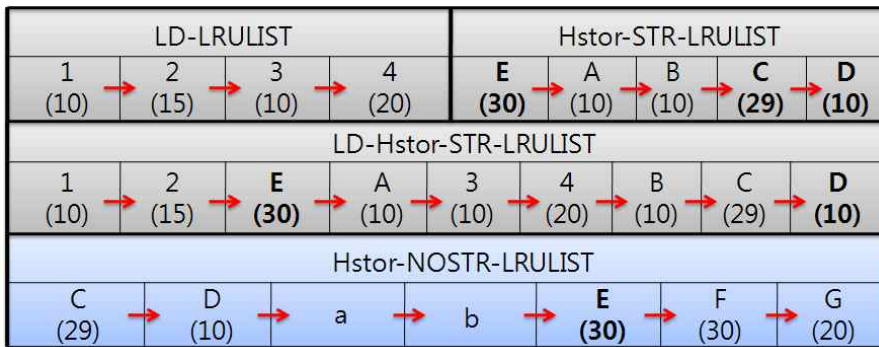 LD-LRULIST Hstor-STR-LRULIST
1 2 3 4 E A B C D
(10) (15) (10) (20) (30) (10) (10) (29) (10)
LD-Hstor-STR-LRULIST
1 2 E A 3 4 B C D
(10) (15) (30) (10) (10) (20) (10) (29) (10)
Hstor-NOSTR-LRULIST
C D a b E F G
(29) (10) (30) (30) (20)